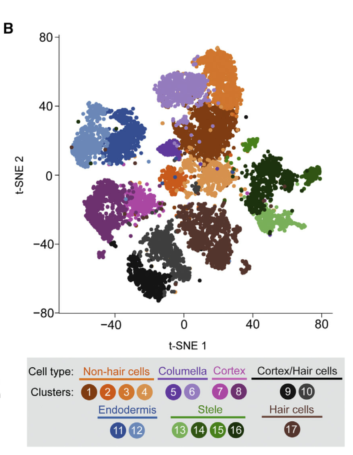 B
80
40
0
−40
−80
t-SNE 2
−40 0 40 80
t-SNE 1
Cell type: Non-hair cells Columella Cortex Cortex/Hair cells
Clusters: 1 2 3 4 5 6 7 8 9 10
Endodermis Stele Hair cells
11 12 13 14 15 16 17